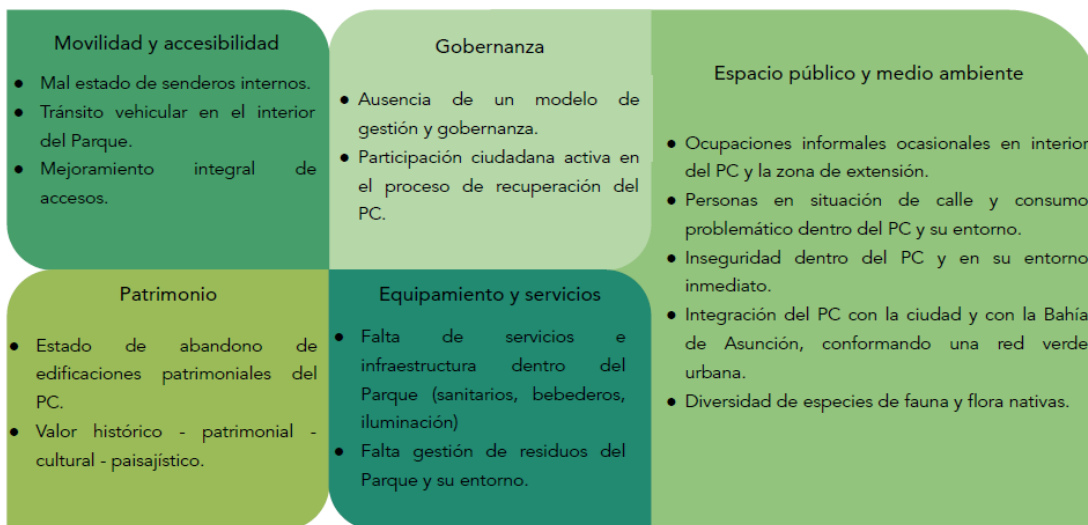 Movilidad y accesibilidad
● Mal estado de senderos internos.
● Tránsito vehicular en el interior
del Parque.
● Mejoramiento integral de
accesos.
Gobernanza
● Ausencia de un modelo de
gestión y gobernanza.
● Participación ciudadana activa en
el proceso de recuperación del
PC.
Espacio público y medio ambiente
● Ocupaciones informales ocasionales en interior
del PC y la zona de extensión.
● Personas en situación de calle y consumo
problemático dentro del PC y su entorno.
● Inseguridad dentro del PC y en su entorno
inmediato.
● Integración del PC con la ciudad y con la Bahía
de Asunción, conformando una red verde
urbana.
● Diversidad de especies de fauna y flora nativas.
Patrimonio
● Estado de abandono de
edificaciones patrimoniales del
PC.
● Valor histórico - patrimonial -
cultural - paisajístico.
Equipamiento y servicios
● Falta de servicios e
infraestructura dentro del
Parque (sanitarios, bebederos,
iluminación)
● Falta gestión de residuos del
Parque y su entorno.